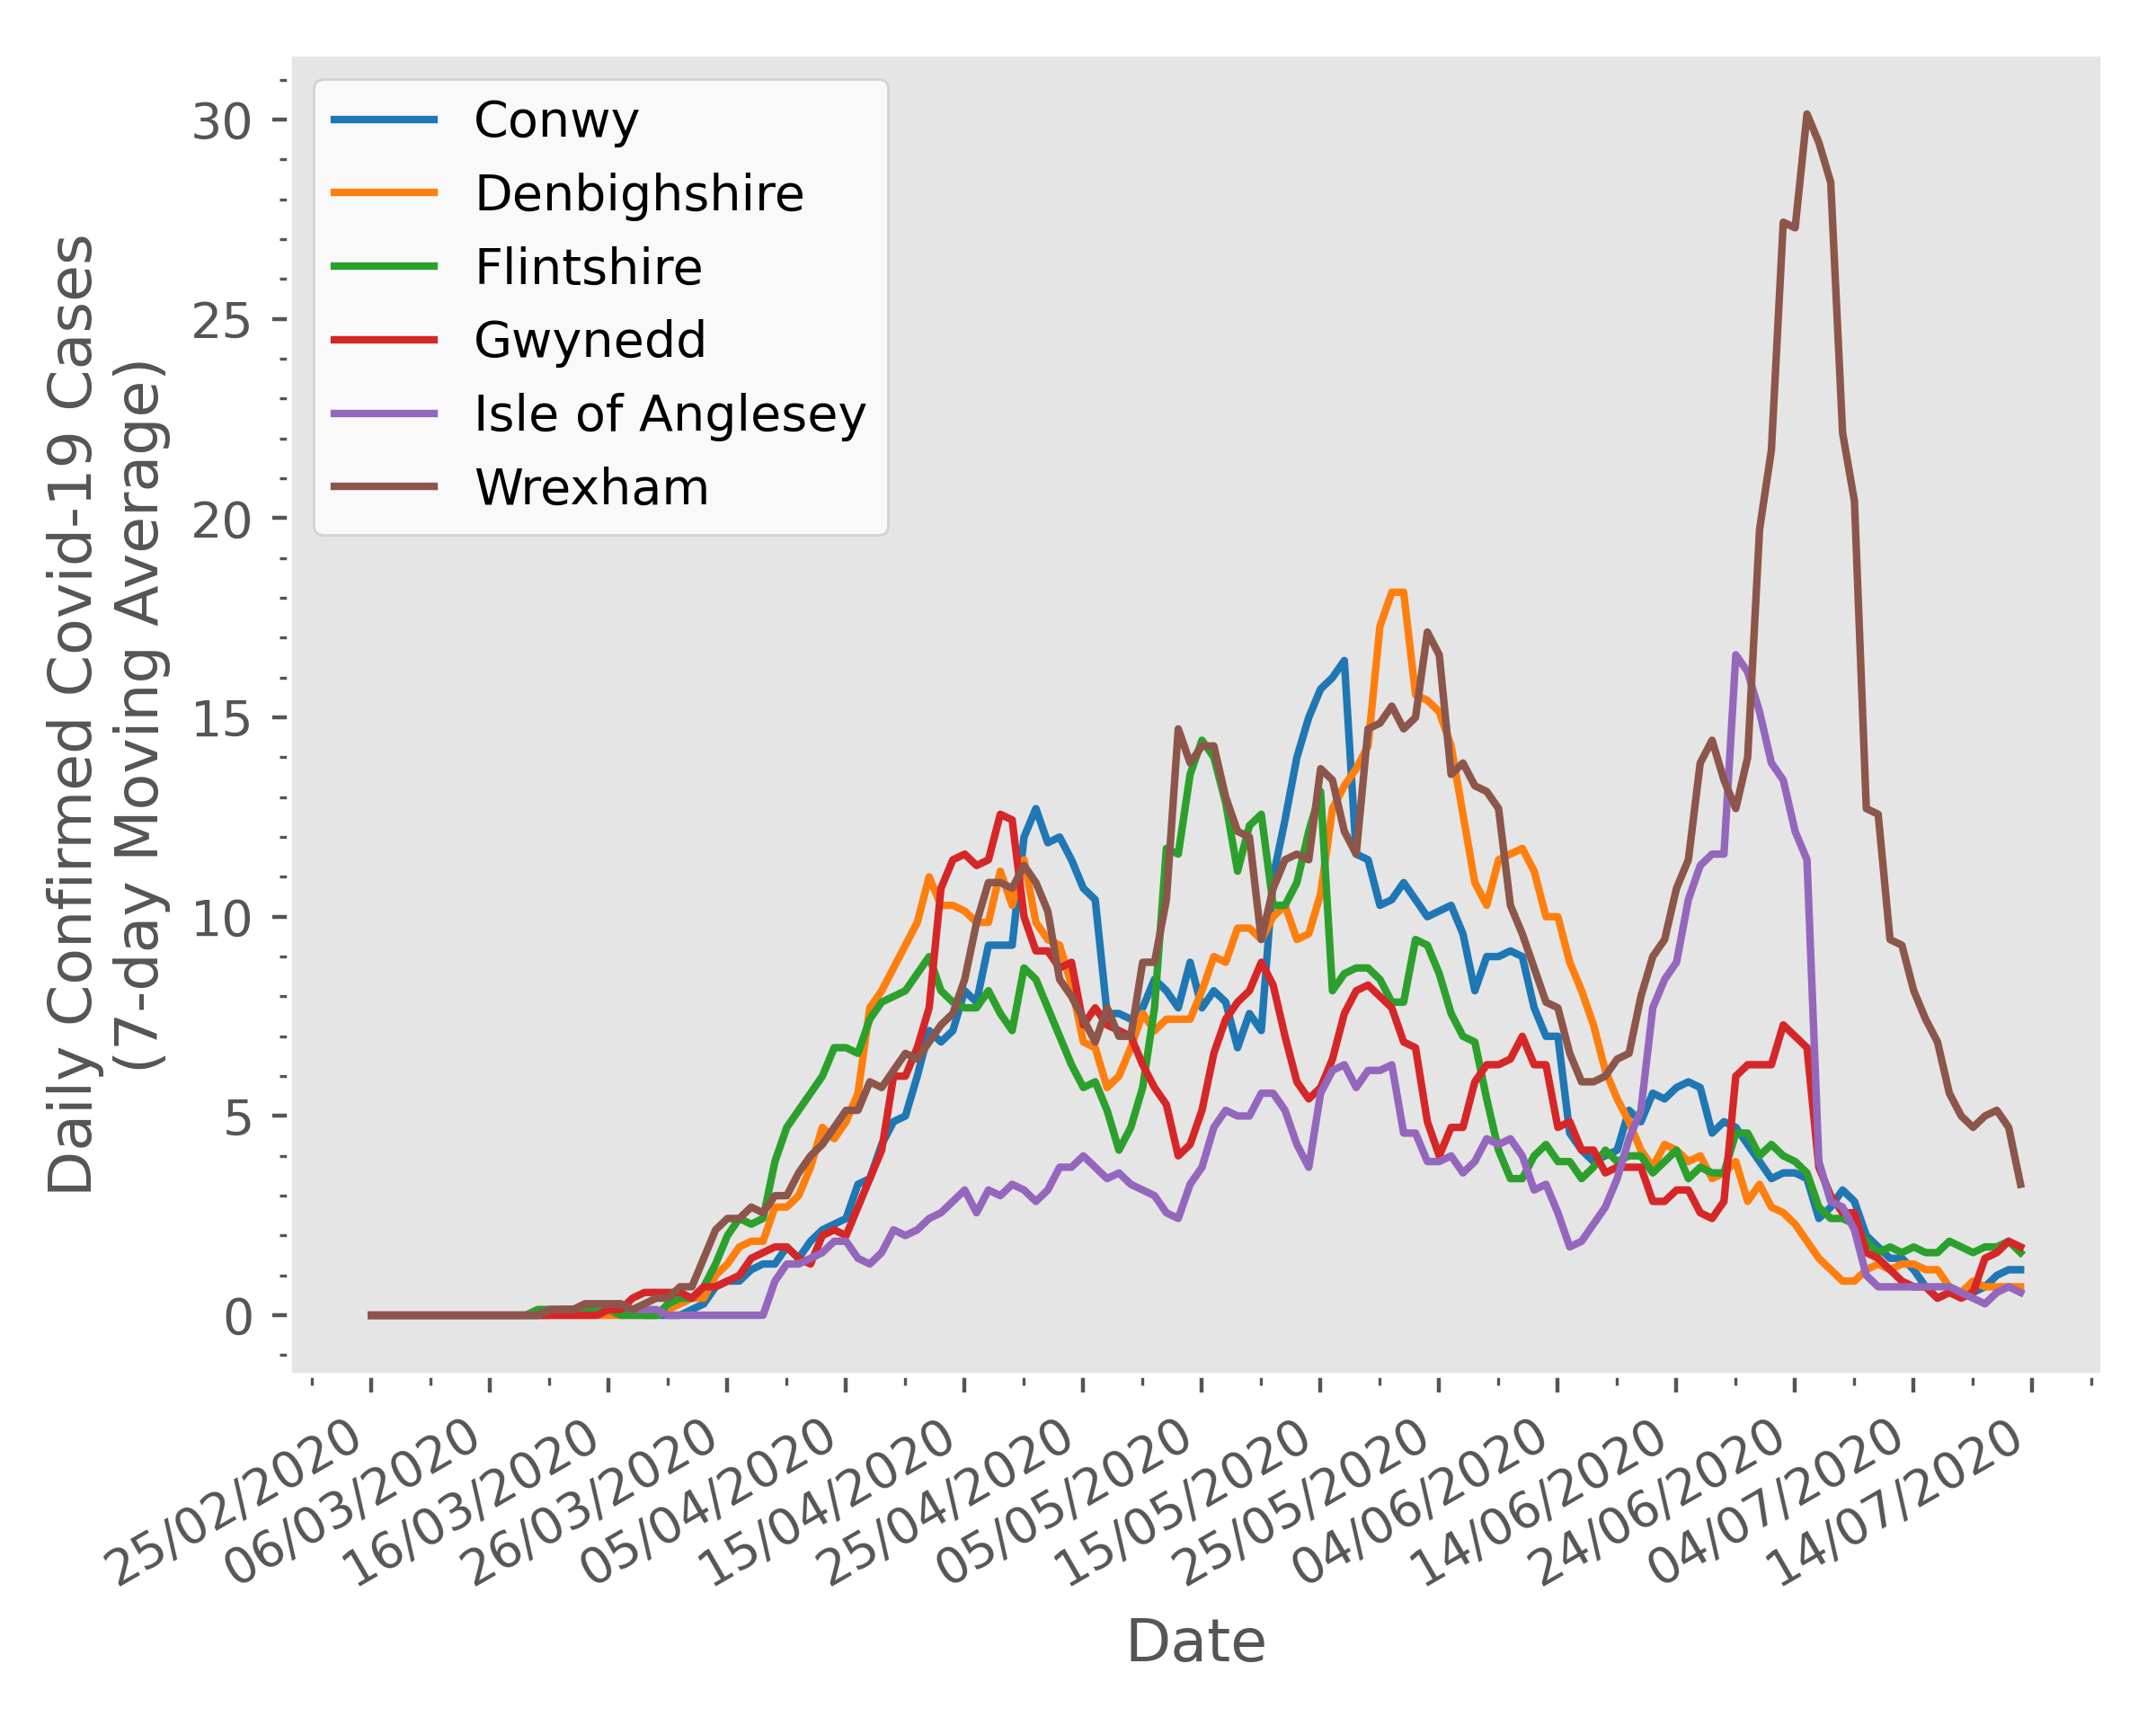 Daily Confirmed Covid-19 Cases
(7-day Moving Average)
30
25
20
15
10
5
0
Conwy
Denbighshire
Flintshire
Gwynedd
Isle of Anglesey
Wrexham
25/02/2020
06/03/2020
16/03/2020
26/03/2020
05/04/2020
15/04/2020
25/04/2020
05/05/2020
15/05/2020
25/05/2020
04/06/2020
14/06/2020
24/06/2020
04/07/2020
14/07/2020
Date